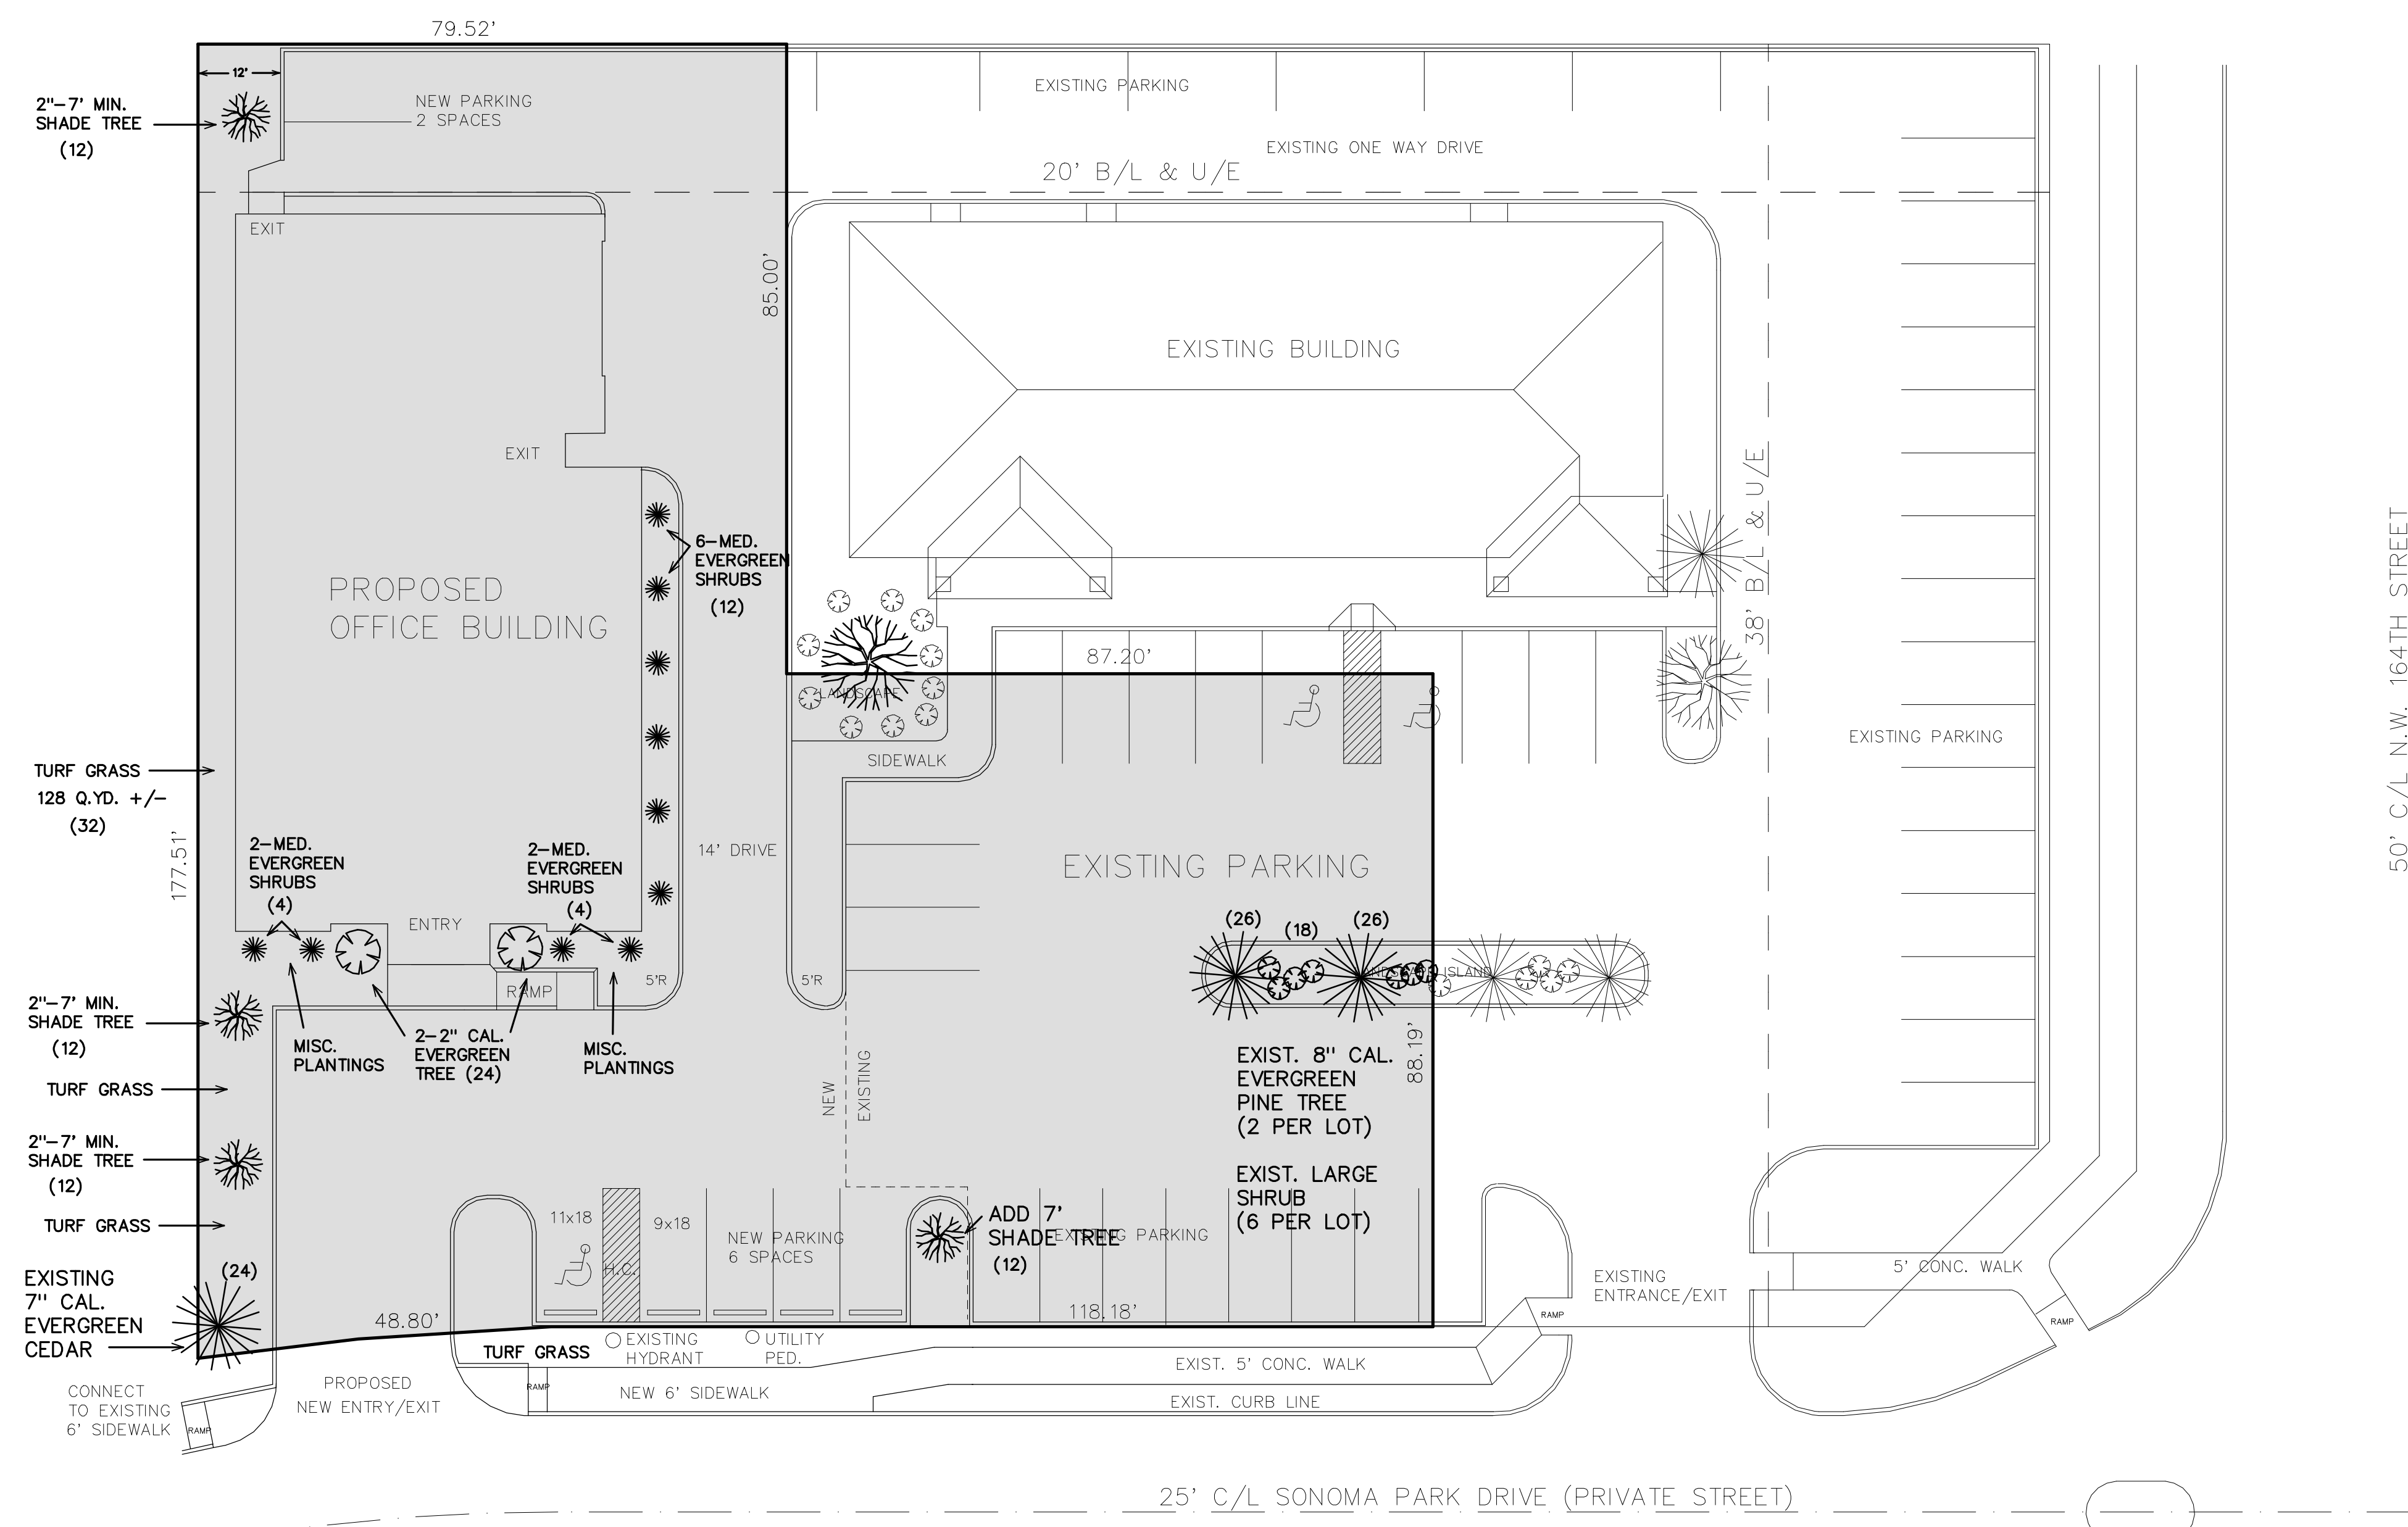 79.52'
12'
2"-7' MIN.
SHADE TREE
(12)
NEW PARKING
2 SPACES
EXISTING PARKING
EXISTING ONE WAY DRIVE
20' B/L & U/E
EXIT
85.00'
EXISTING BUILDING
38' B/L & U/E
50' C/L N.W. 164TH STREET
EXIT
6-MED.
EVERGREEN
SHRUBS
(12)
PROPOSED
OFFICE BUILDING
87.20'
LANDSCAPE
SIDEWALK
EXISTING PARKING
TURF GRASS
128 Q.YD. +/-
(32)
177.51'
2-MED.
EVERGREEN
SHRUBS
(4)
2-MED.
EVERGREEN
SHRUBS
(4)
14' DRIVE
EXISTING PARKING
ENTRY
(26)
(18)
(26)
LANDSCAPE ISLAND
RAMP
5'R
5'R
2"-7' MIN.
SHADE TREE
(12)
MISC.
PLANTINGS
2-2" CAL.
EVERGREEN
TREE (24)
MISC.
PLANTINGS
NEW
EXISTING
88.19'
EXIST. 8" CAL.
EVERGREEN
PINE TREE
(2 PER LOT)
EXIST. LARGE
SHRUB
(6 PER LOT)
TURF GRASS
2"-7' MIN.
SHADE TREE
(12)
TURF GRASS
11x18
9x18
H.C.
NEW PARKING
6 SPACES
ADD 7'
SHADE TREE
(12)
EXISTING PARKING
(24)
EXISTING
7" CAL.
EVERGREEN
CEDAR
48.80'
118.18'
EXISTING
ENTRANCE/EXIT
RAMP
5' CONC. WALK
RAMP
TURF GRASS
EXISTING
HYDRANT
UTILITY
PED.
EXIST. 5' CONC. WALK
CONNECT
TO EXISTING
6' SIDEWALK
RAMP
PROPOSED
NEW ENTRY/EXIT
RAMP
NEW 6' SIDEWALK
EXIST. CURB LINE
25' C/L SONOMA PARK DRIVE (PRIVATE STREET)